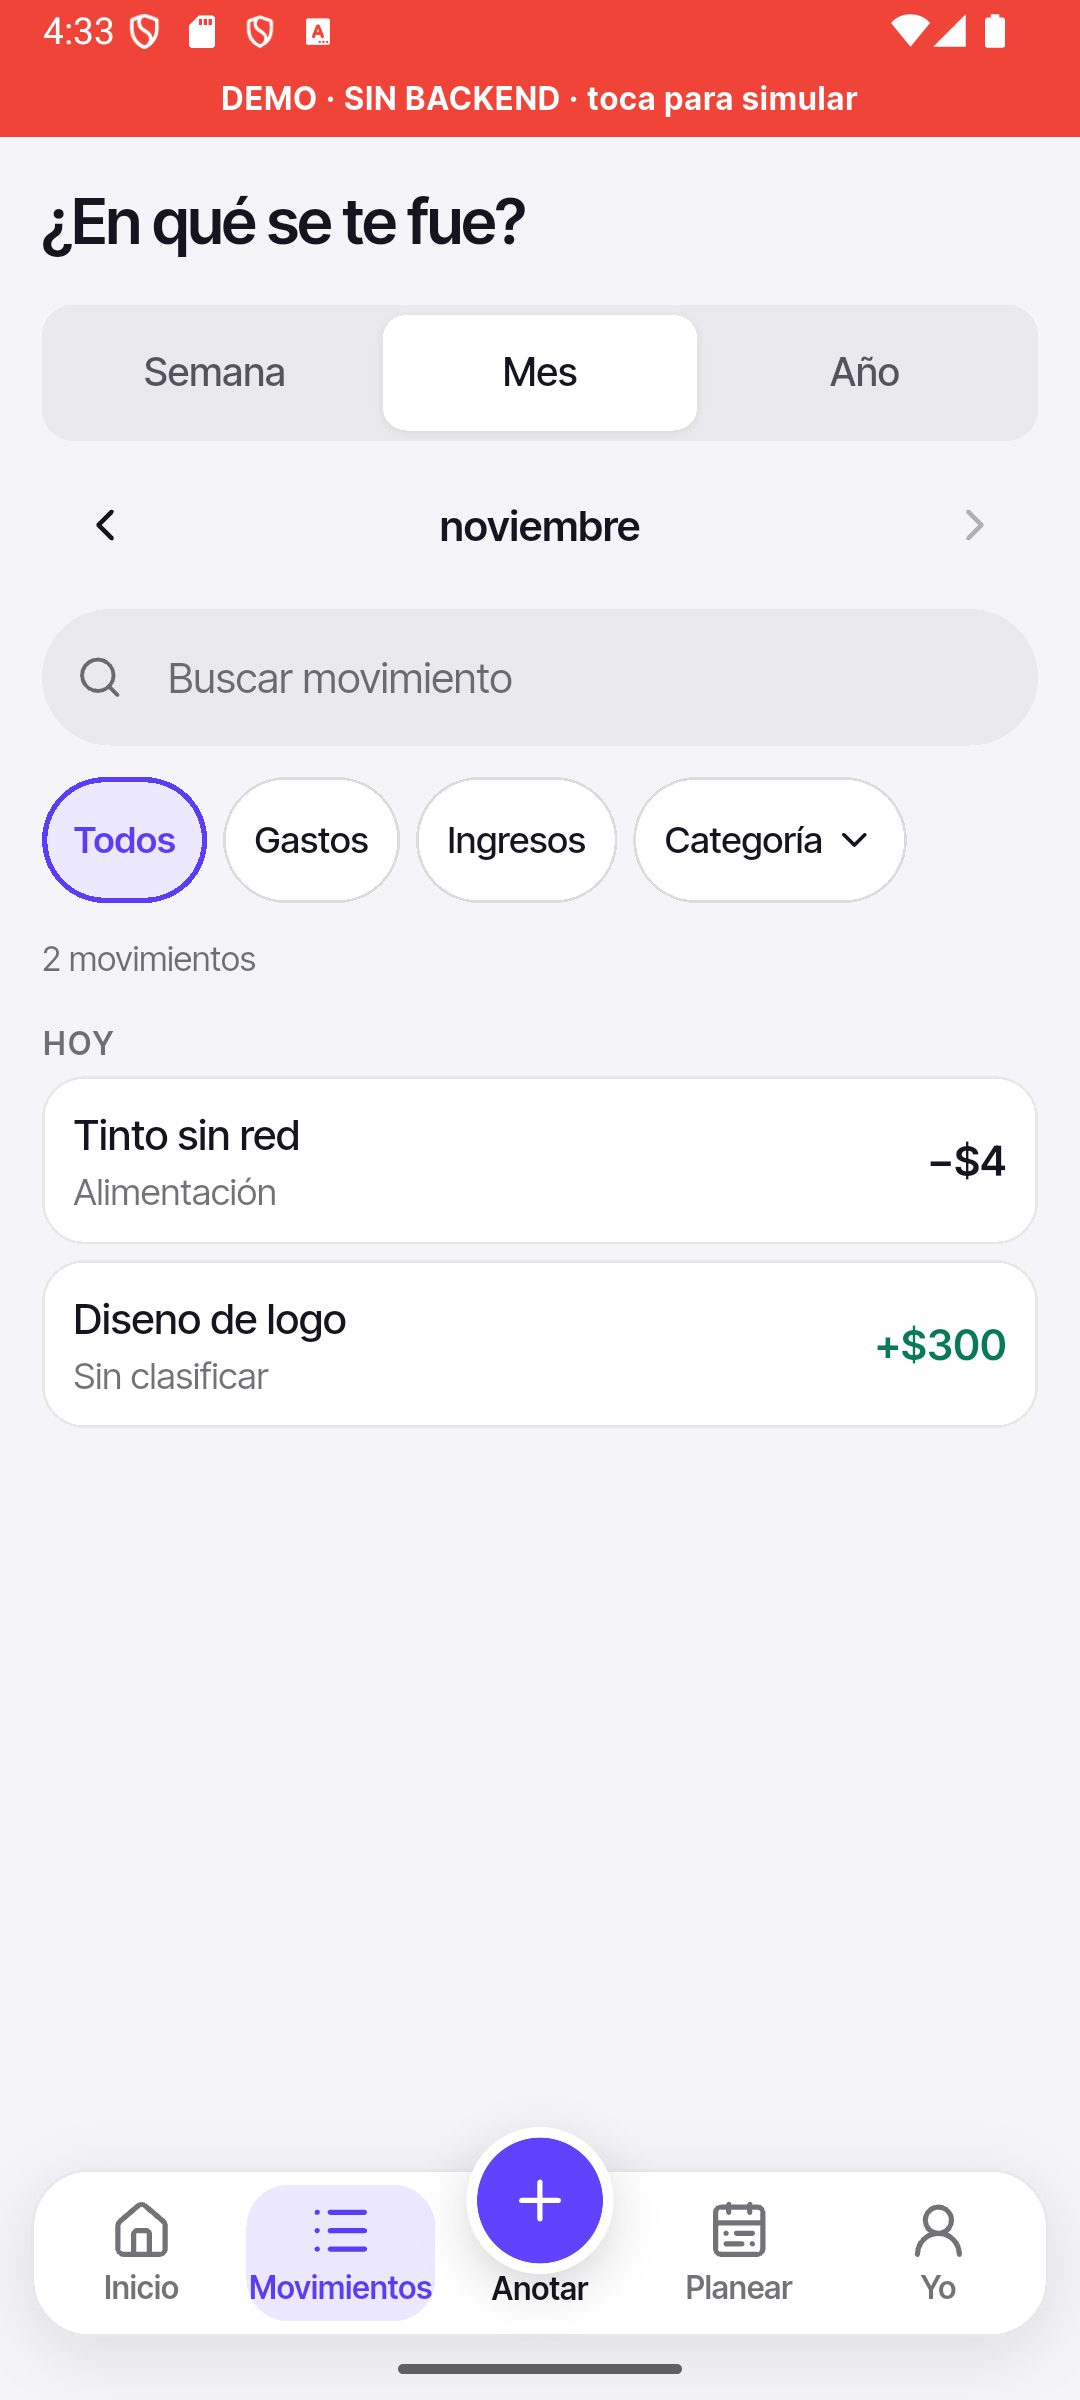 4:33
DEMO · SIN BACKEND · toca para simular
¿En qué se te fue?
Semana Mes Año
noviembre
Buscar movimiento
Todos Gastos Ingresos Categoría
2 movimientos
HOY
Tinto sin red
Alimentación
−$4
Diseno de logo
Sin clasificar
+$300
Inicio Movimientos Anotar Planear Yo